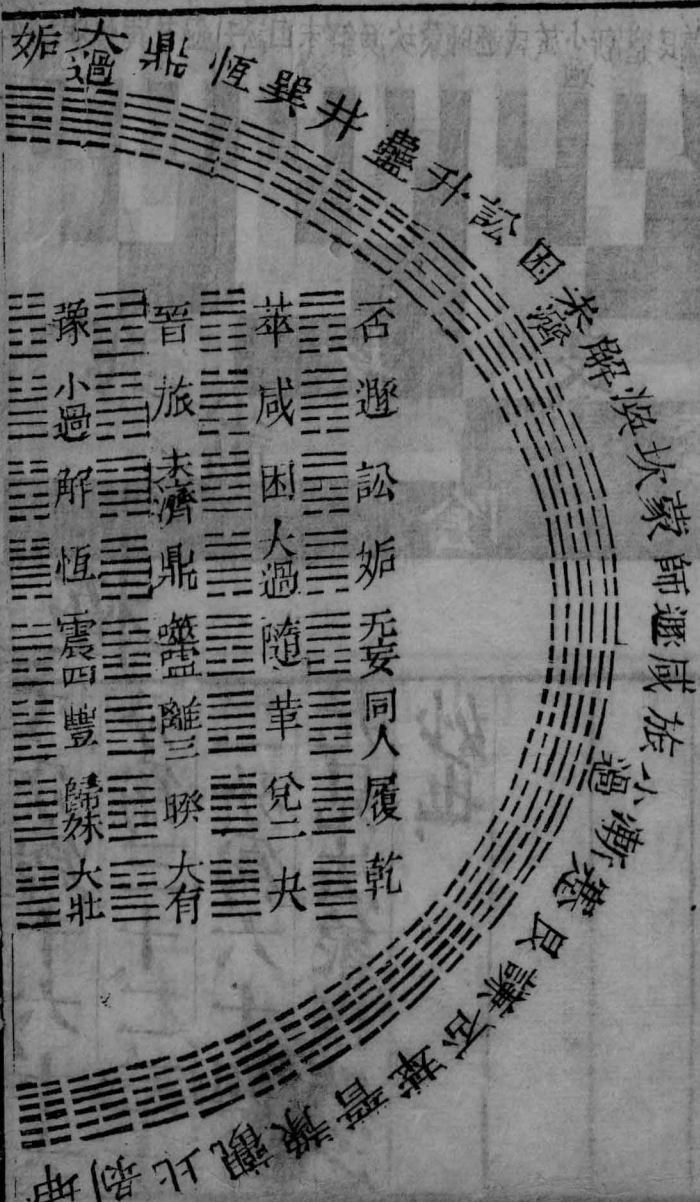 姤大過鼎恆巽井蠱升訟困未濟解渙坎蒙師遯咸旅小過漸蹇艮謙否萃晉豫觀比剝坤
否遯訟姤无妄同人履乾
萃咸困大過隨革兌二夬
晉旅未濟鼎噬嗑離三睽大有
豫小過解恆震四豐歸妹大壯